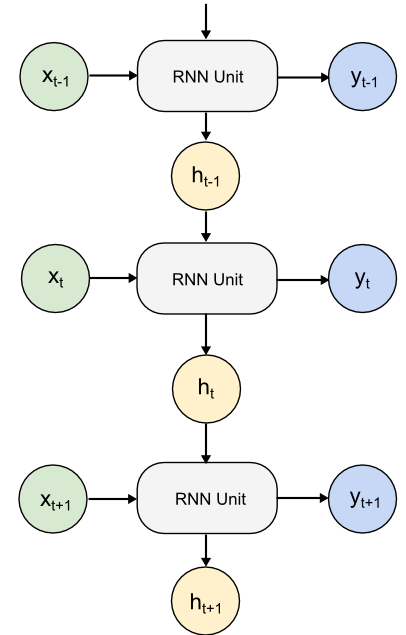 x_{t-1} RNN Unit y_{t-1}
h_{t-1}
x_t RNN Unit y_t
h_t
x_{t+1} RNN Unit y_{t+1}
h_{t+1}